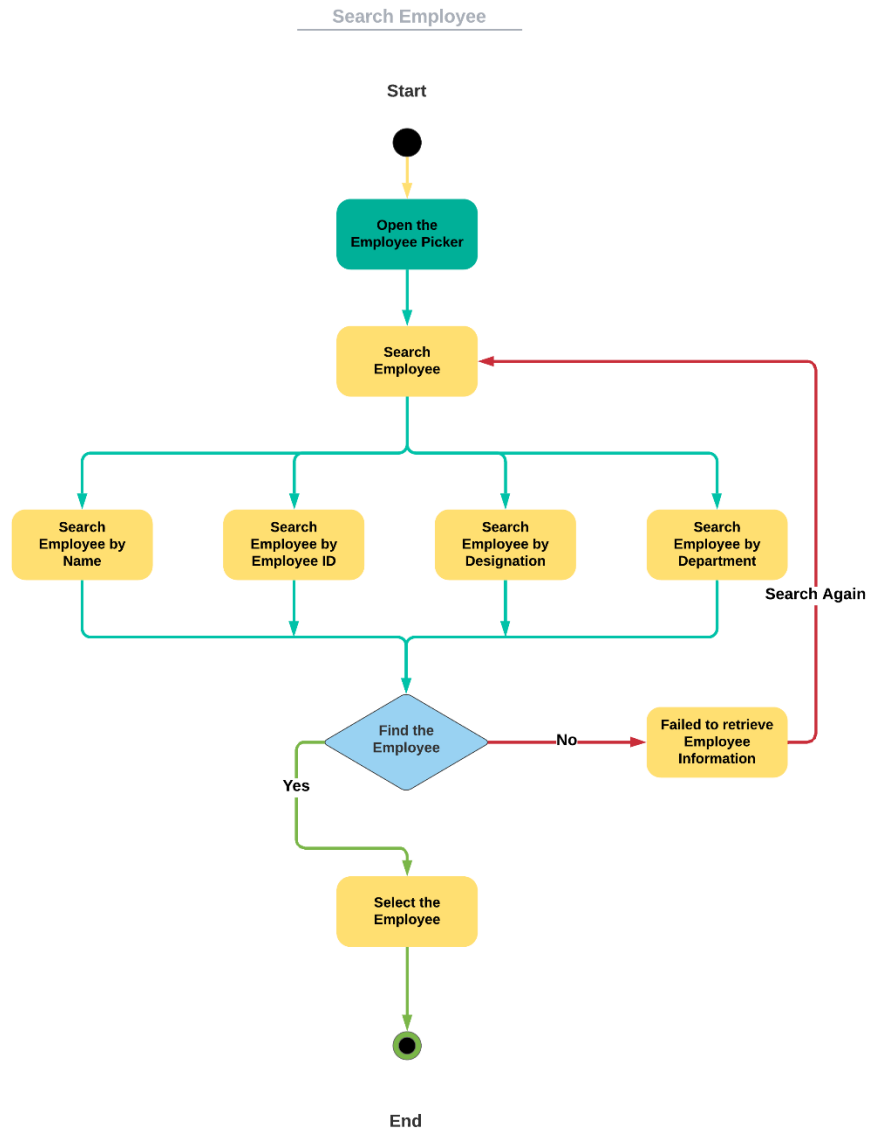 Search Employee
Start
Open the
Employee Picker
Search
Employee
Search
Employee by
Name
Search
Employee by
Employee ID
Search
Employee by
Designation
Search
Employee by
Department
Search Again
Find the
Employee
No
Failed to retrieve
Employee
Information
Yes
Select the
Employee
End